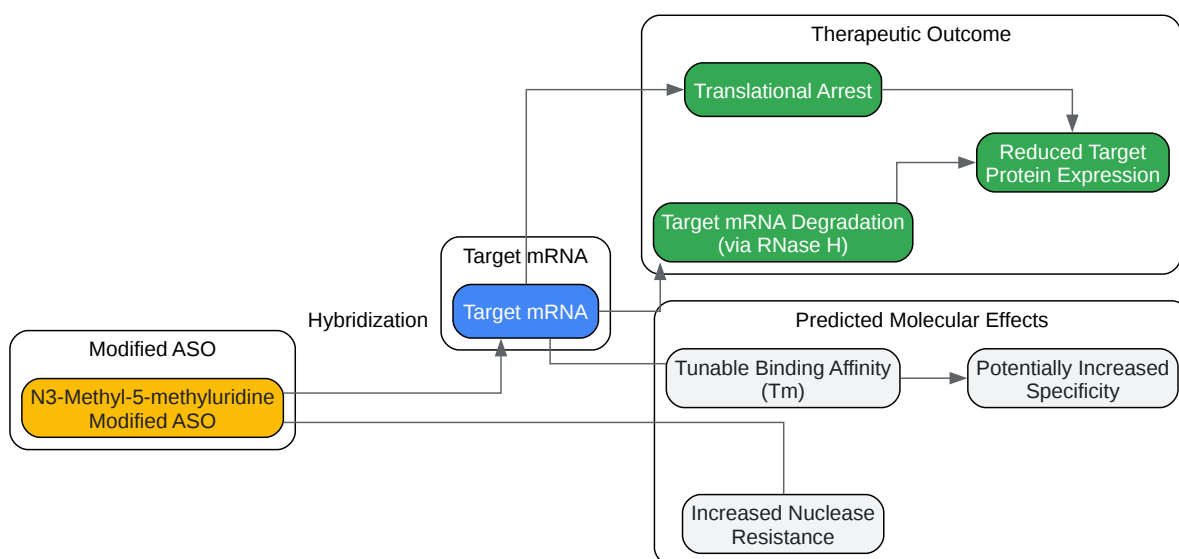 Therapeutic Outcome
Translational Arrest
Reduced Target
Protein Expression
Target mRNA Degradation
(via RNase H)
Target mRNA
Target mRNA
Hybridization
Predicted Molecular Effects
Modified ASO
N3-Methyl-5-methyluridine
Modified ASO
Tunable Binding Affinity
(Tm)
Potentially Increased
Specificity
Increased Nuclease
Resistance